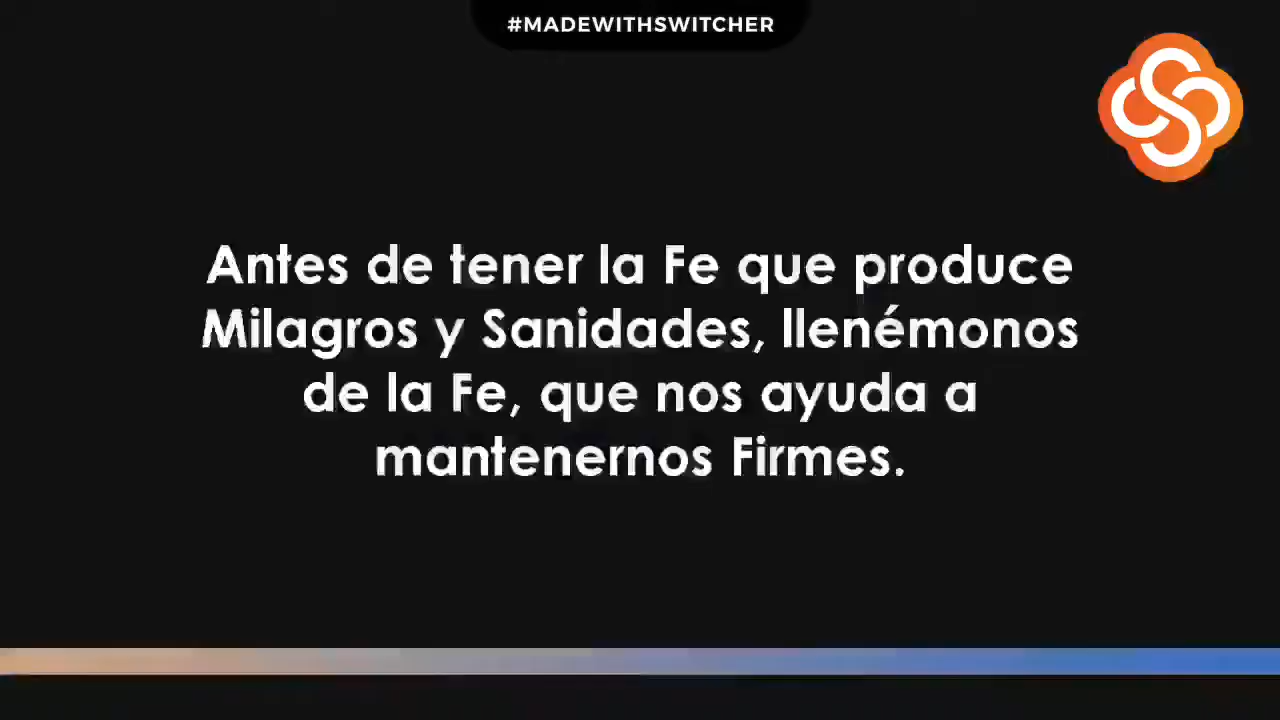 #MADEWITHSWITCHER
Antes de tener la Fe que produce
Milagros y Sanidades, llenémonos
de la Fe, que nos ayuda a
mantenernos Firmes.